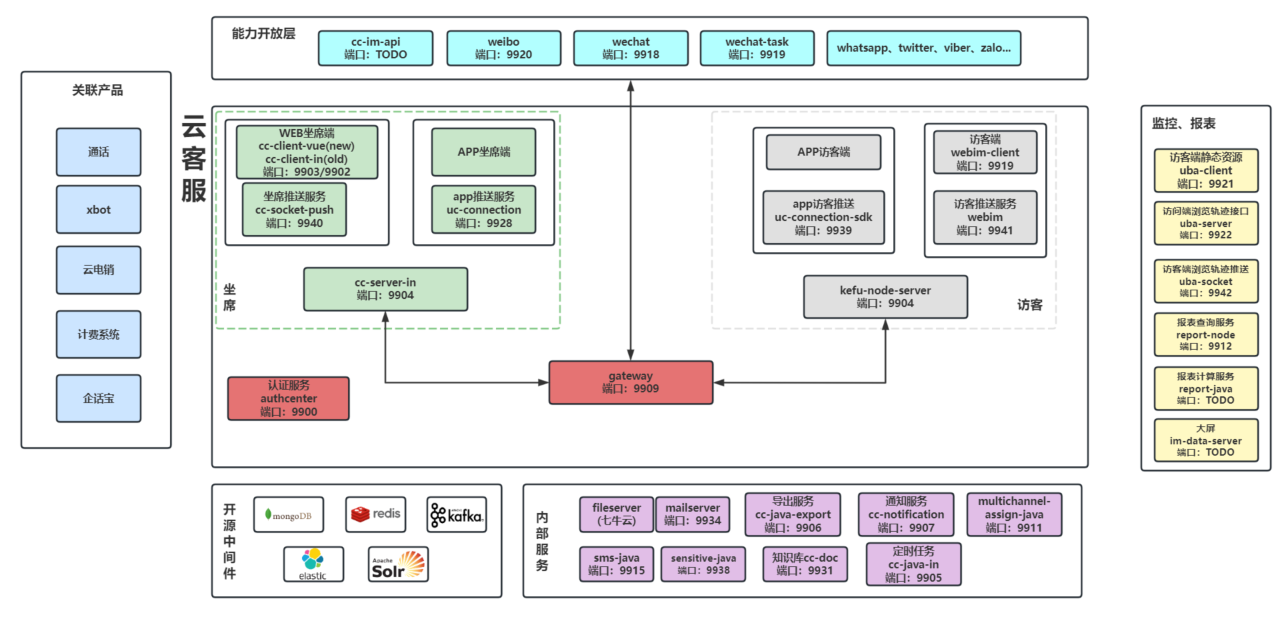 能力开放层
cc-im-api
端口：TODO
weibo
端口：9920
wechat
端口：9918
wechat-task
端口：9919
whatsapp、twitter、viber、zalo...
关联产品
通话
xbot
云电销
计费系统
企话宝
云客服
WEB坐席端
cc-client-vue(new)
cc-client-in(old)
端口：9903/9902
坐席推送服务
cc-socket-push
端口：9940
APP坐席端
app推送服务
uc-connection
端口：9928
cc-server-in
端口：9904
坐席
APP访客端
app访客推送
uc-connection-sdk
端口：9939
访客端
webim-client
端口：9919
访客推送服务
webim
端口：9941
kefu-node-server
端口：9904
访客
gateway
端口：9909
认证服务
authcenter
端口：9900
监控、报表
访客端静态资源
uba-client
端口：9921
访问端浏览轨迹接口
uba-server
端口：9922
访客端浏览轨迹推送
uba-socket
端口：9942
报表查询服务
report-node
端口：9912
报表计算服务
report-java
端口：TODO
大屏
im-data-server
端口：TODO
开源中间件
mongoDB
redis
kafka
elastic
Apache
Solr
内部服务
fileserver
(七牛云)
mailserver
端口：9934
导出服务
cc-java-export
端口：9906
通知服务
cc-notification
端口：9907
multichannel-
assign-java
端口：9911
sms-java
端口：9915
sensitive-java
端口：9938
知识库cc-doc
端口：9931
定时任务
cc-java-in
端口：9905